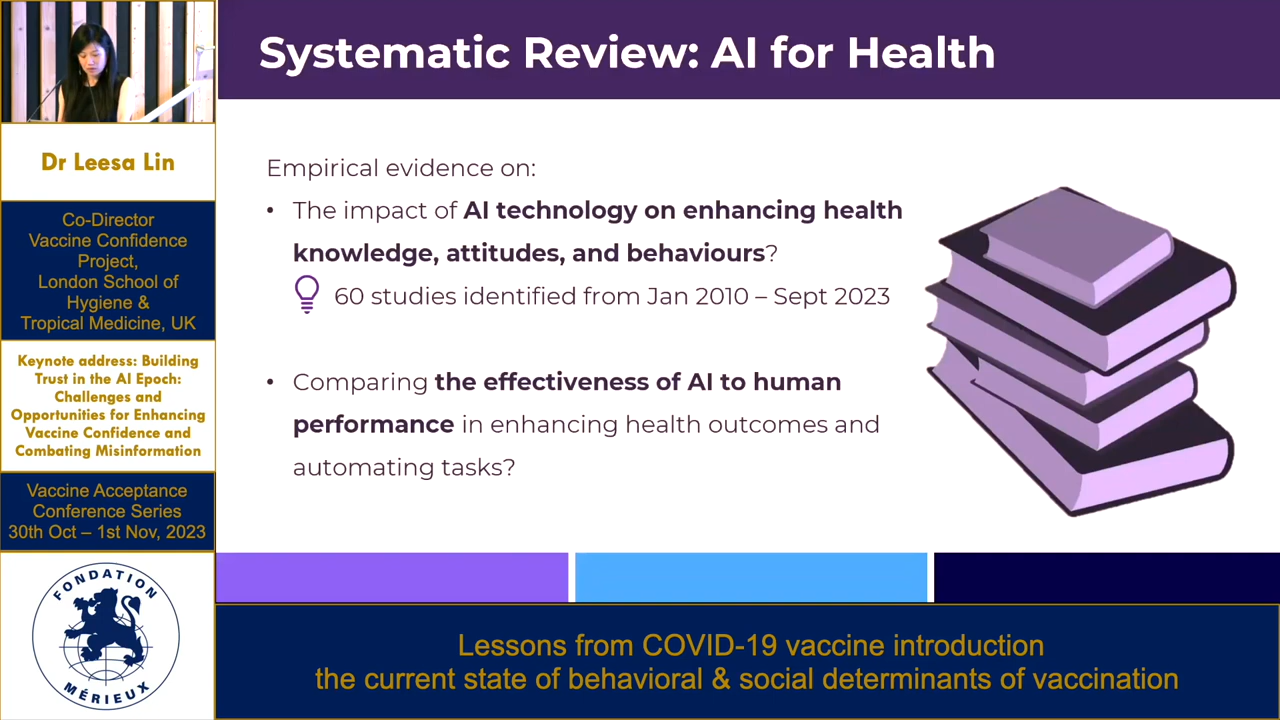 Systematic Review: AI for Health
Dr Leesa Lin
Co-Director
Vaccine Confidence
Project,
London School of
Hygiene &
Tropical Medicine, UK
Keynote address: Building
Trust in the AI Epoch:
Challenges and
Opportunities for Enhancing
Vaccine Confidence and
Combating Misinformation
Vaccine Acceptance
Conference Series
30th Oct – 1st Nov, 2023
FONDATION
MÉRIEUX
Empirical evidence on:
• The impact of AI technology on enhancing health
knowledge, attitudes, and behaviours?
60 studies identified from Jan 2010 – Sept 2023
• Comparing the effectiveness of AI to human
performance in enhancing health outcomes and
automating tasks?
Lessons from COVID-19 vaccine introduction
the current state of behavioral & social determinants of vaccination